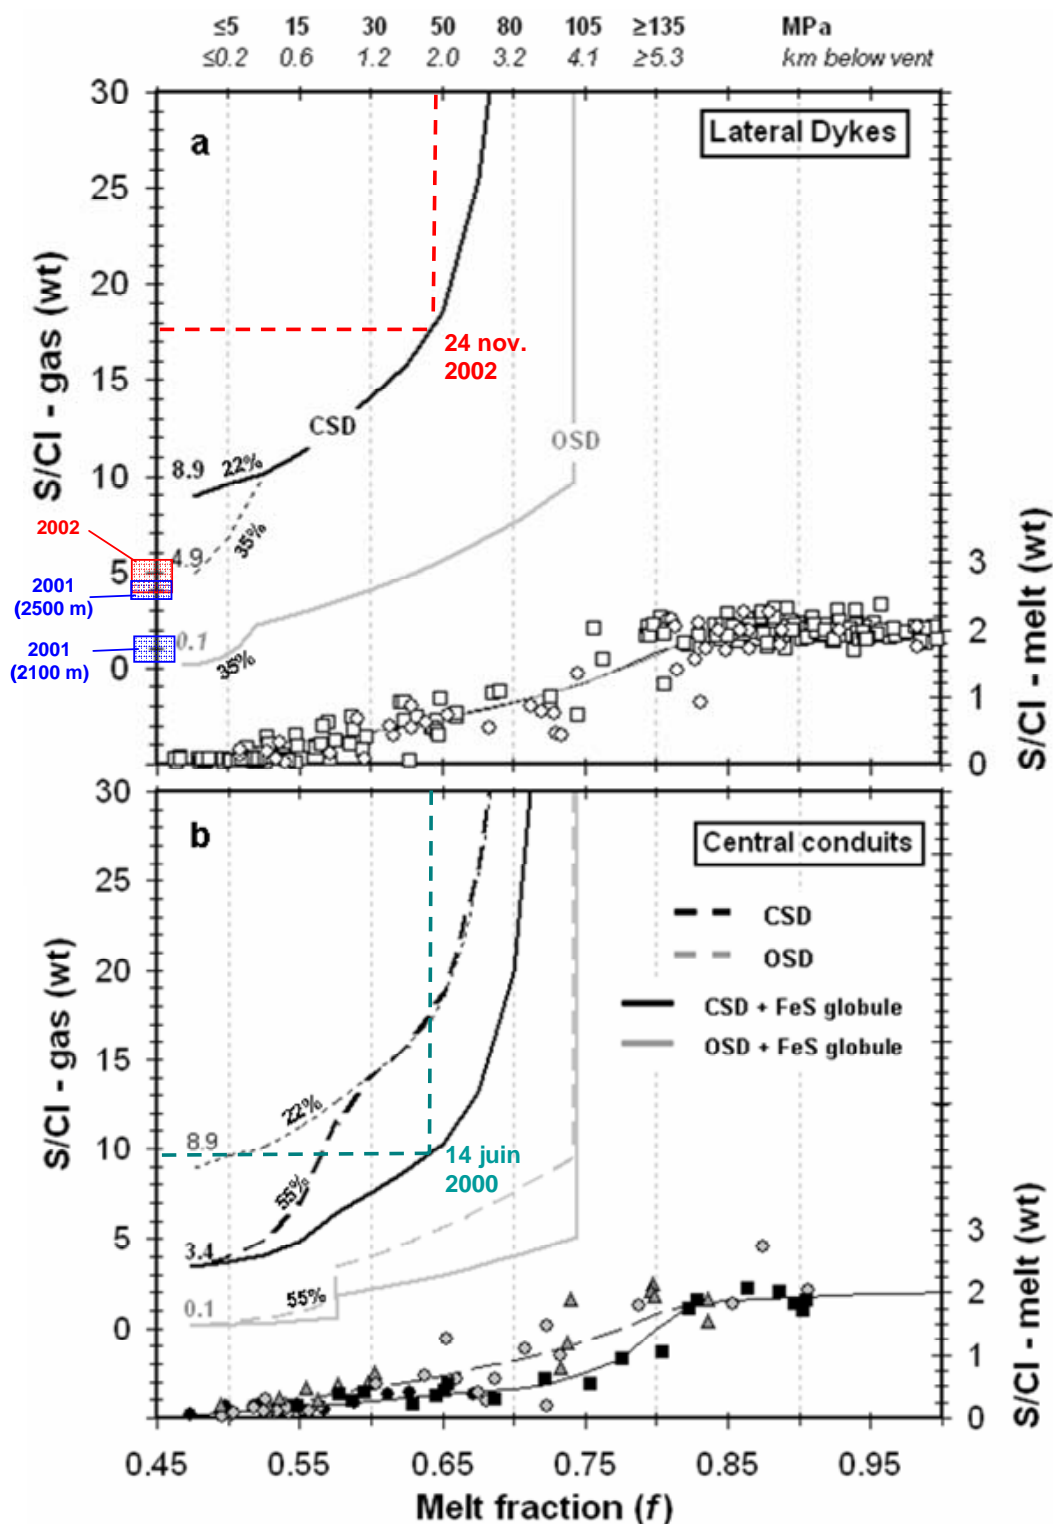 ≤5 15 30 50 80 105 ≥135 MPa
≤0.2 0.6 1.2 2.0 3.2 4.1 ≥5.3 km below vent
a
Lateral Dykes
S/Cl - gas (wt)
30
25
20
15
10
5
0
24 nov.
2002
CSD
OSD
8.9
22%
35%
4.9
0.1
35%
2002
2001
(2500 m)
2001
(2100 m)
S/Cl - melt (wt)
3
2
1
0
b
Central conduits
CSD
OSD
CSD + FeS globule
OSD + FeS globule
S/Cl - gas (wt)
30
25
20
15
10
5
0
22%
8.9
55%
3.4
0.1
55%
14 juin
2000
S/Cl - melt (wt)
3
2
1
0
0.45 0.55 0.65 0.75 0.85 0.95
Melt fraction (f)